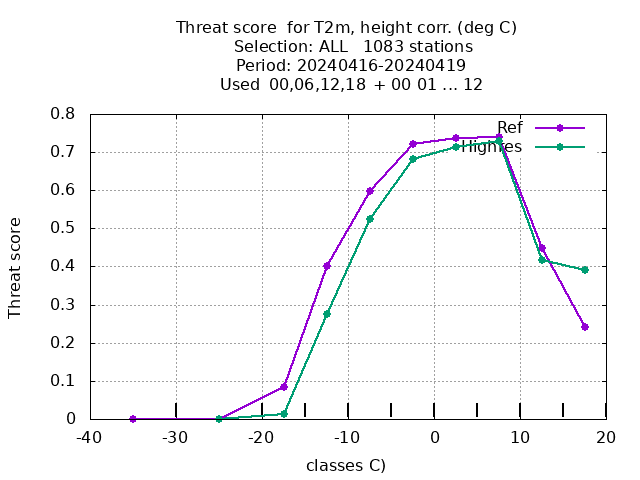 Threat score  for T2m, height corr. (deg C)
Selection: ALL   1083 stations
Period: 20240416-20240419
Used  00,06,12,18  + 00 01 ... 12
Ref
Highres
0.8
0.7
0.6
0.5
0.4
0.3
0.2
0.1
0
Threat score
-40 -30 -20 -10 0 10 20
classes C)